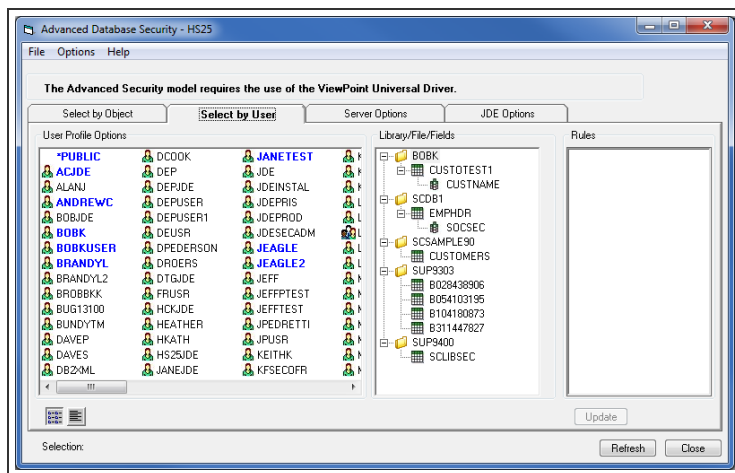 Advanced Database Security - HS25
File Options Help
The Advanced Security model requires the use of the ViewPoint Universal Driver.
Select by Object Select by User Server Options JDE Options
User Profile Options
*PUBLIC DCOOK JANETEST
ACJDE DEP JDE
ALANJ DEPJDE JDEINSTAL
ANDREWC DEPUSER JDEPRIS
BOBJDE DEPUSER1 JDEPROD
BOBK DEUSR JDESECADM
BOBKUSER DPEDERSON JEAGLE
BRANDYL DROERS JEAGLE2
BRANDYL2 DTGJDE JEFF
BROBBKK FRUSR JEFFPTEST
BUG13100 HCKJDE JEFFTEST
BUNDYTM HEATHER JPEDRETTI
DAVEP HKATH JPUSR
DAVES HS25JDE KEITHK
DB2XML JANEJDE KFSECOFR
Library/File/Fields
BOBK
CUSTOTEST1
CUSTNAME
SCDB1
EMPHDR
SOCSEC
SCSAMPLE90
CUSTOMERS
SUP9303
B028438906
B054103195
B104180873
B311447827
SUP9400
SCLIBSEC
Rules
Update
Selection:
Refresh Close